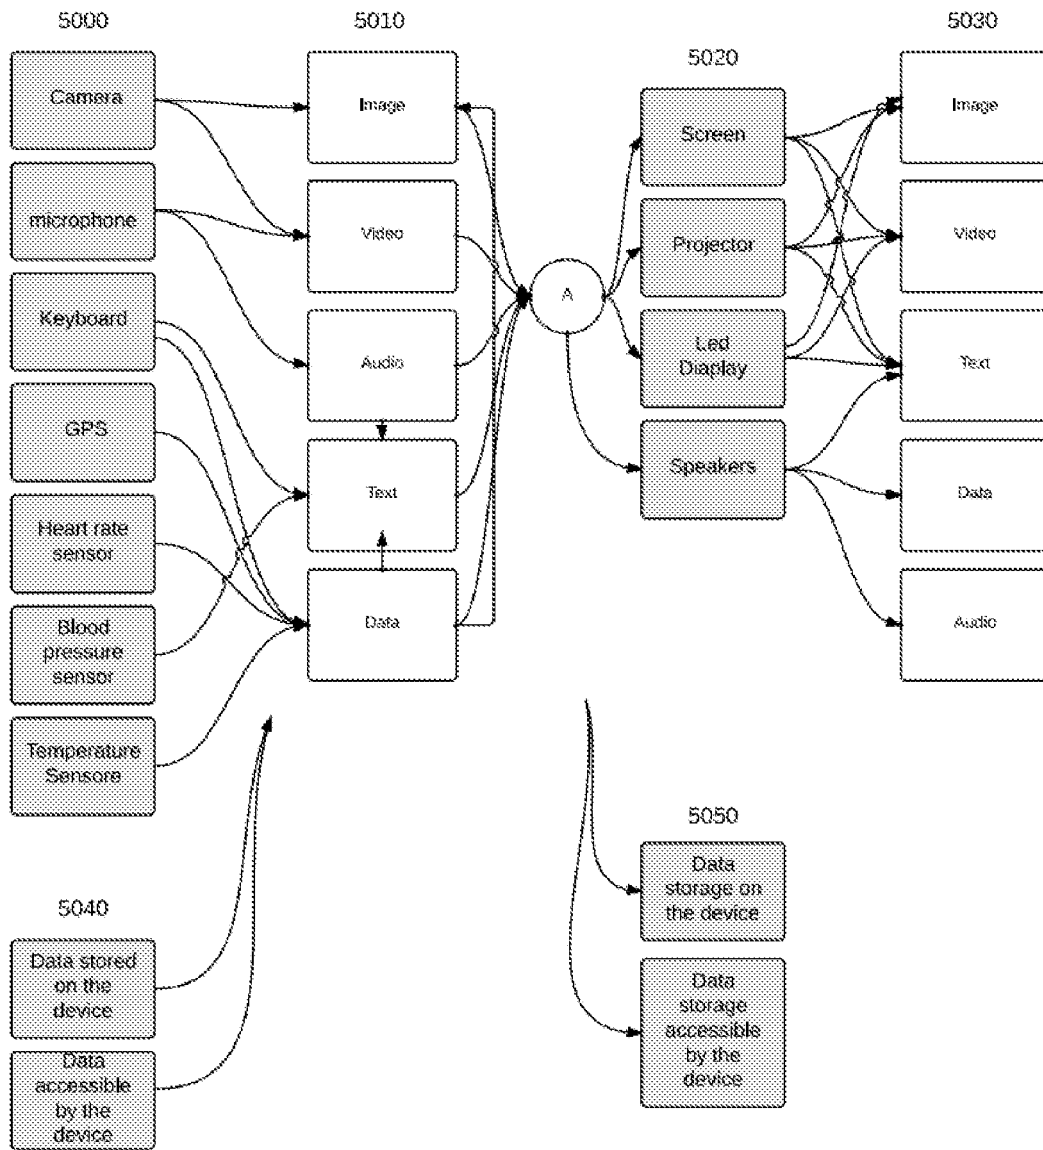 5000
Camera
microphone
Keyboard
GPS
Heart rate
sensor
Blood
pressure
sensor
Temperature
Sensore
5040
Data stored
on the
device
Data
accessible
by the
device
5010
Image
Video
Audio
Text
Data
A
5020
Screen
Projector
Led
Diaplay
Speakers
5050
Data
storage on
the device
Data
storage
accessible
by the
device
5030
Image
Video
Text
Data
Audio